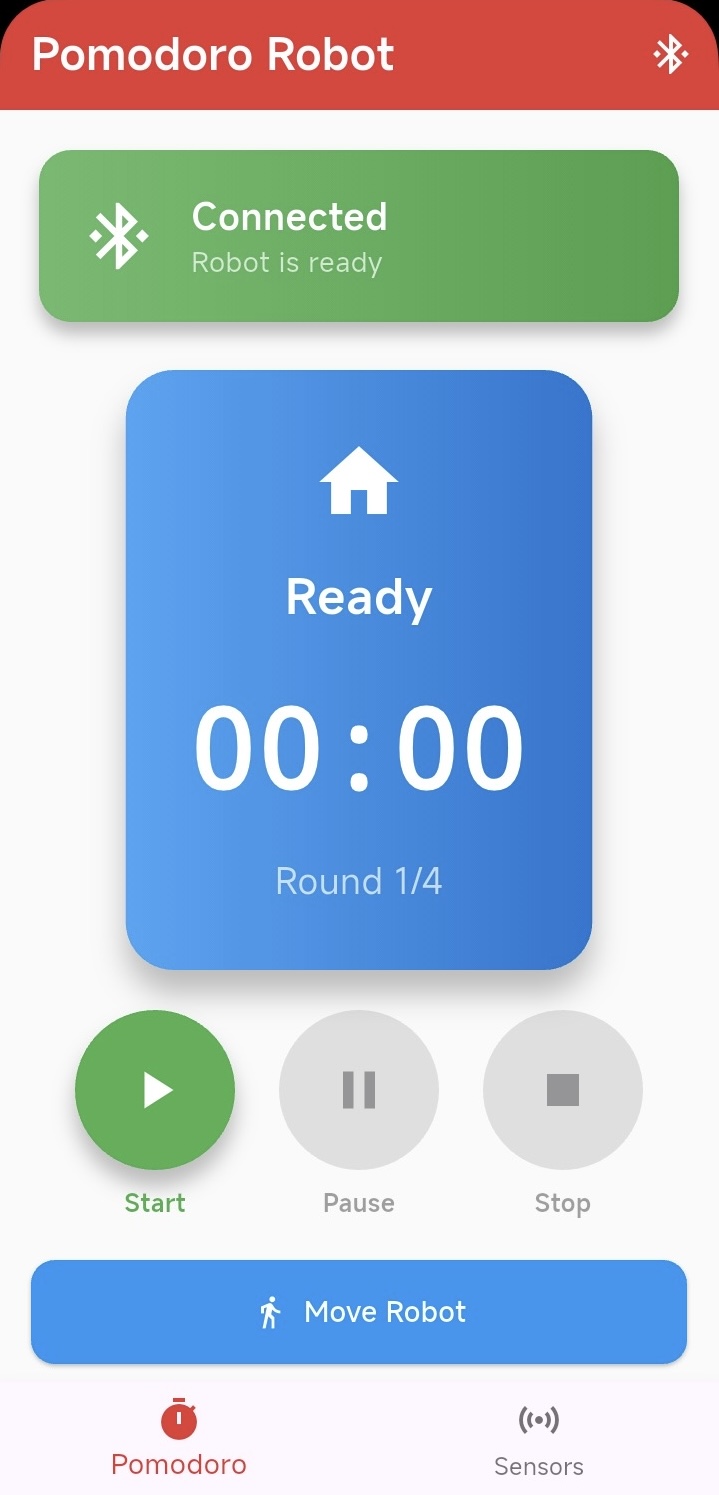 Pomodoro Robot
Connected
Robot is ready
Ready
00:00
Round 1/4
Start Pause Stop
Move Robot
Pomodoro Sensors